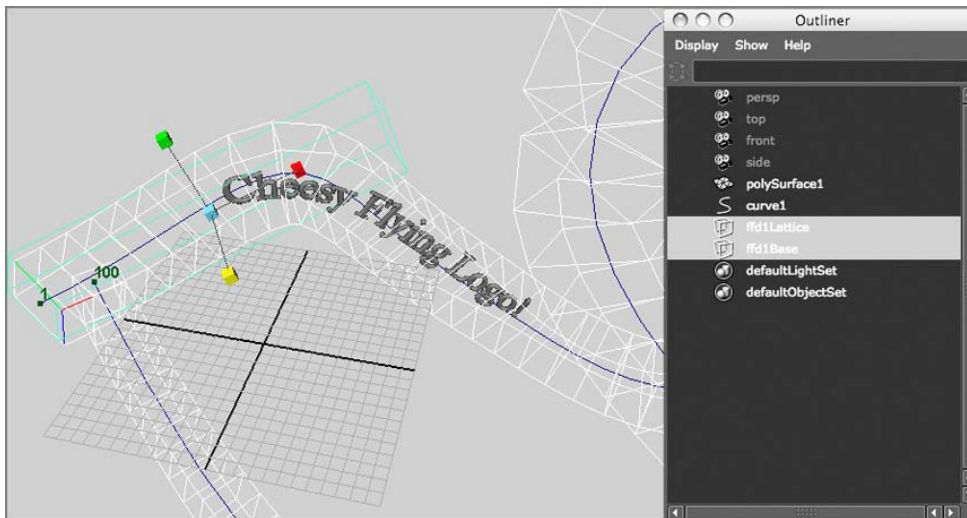 Outliner
Display Show Help
persp
top
front
side
polySurface1
curve1
ffd1Lattice
ffd1Base
defaultLightSet
defaultObjectSet
Cheesy Flying Logo!
1
100